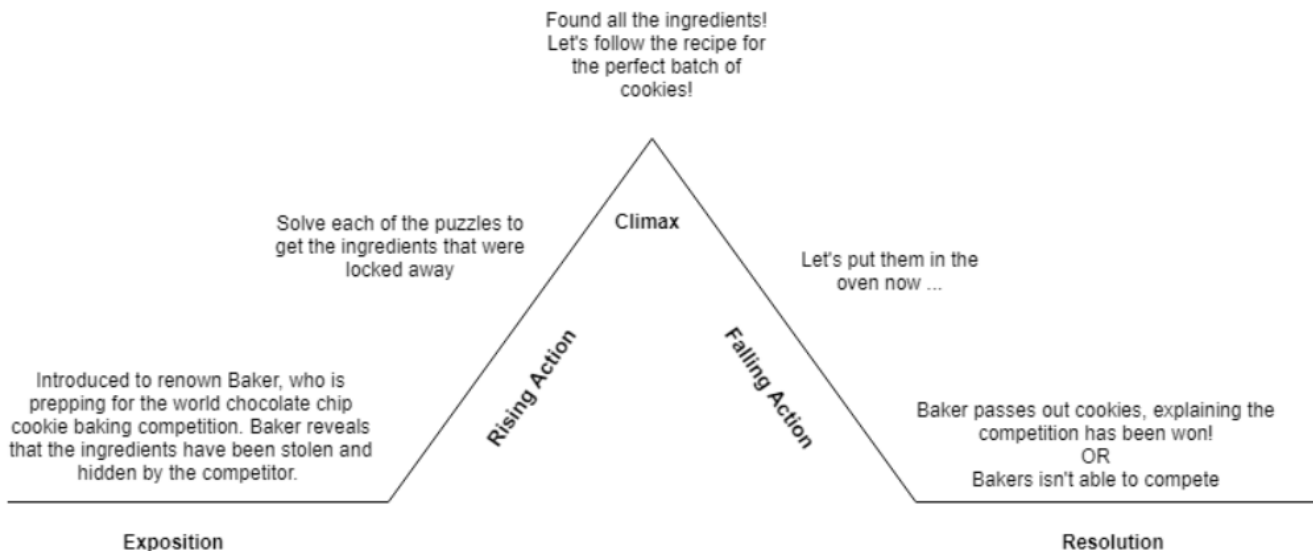 Found all the ingredients!
Let's follow the recipe for
the perfect batch of
cookies!
Solve each of the puzzles to
get the ingredients that were
locked away
Climax
Let's put them in the
oven now ...
Rising Action
Falling Action
Introduced to renown Baker, who is
prepping for the world chocolate chip
cookie baking competition. Baker reveals
that the ingredients have been stolen and
hidden by the competitor.
Baker passes out cookies, explaining the
competition has been won!
OR
Bakers isn't able to compete
Exposition
Resolution